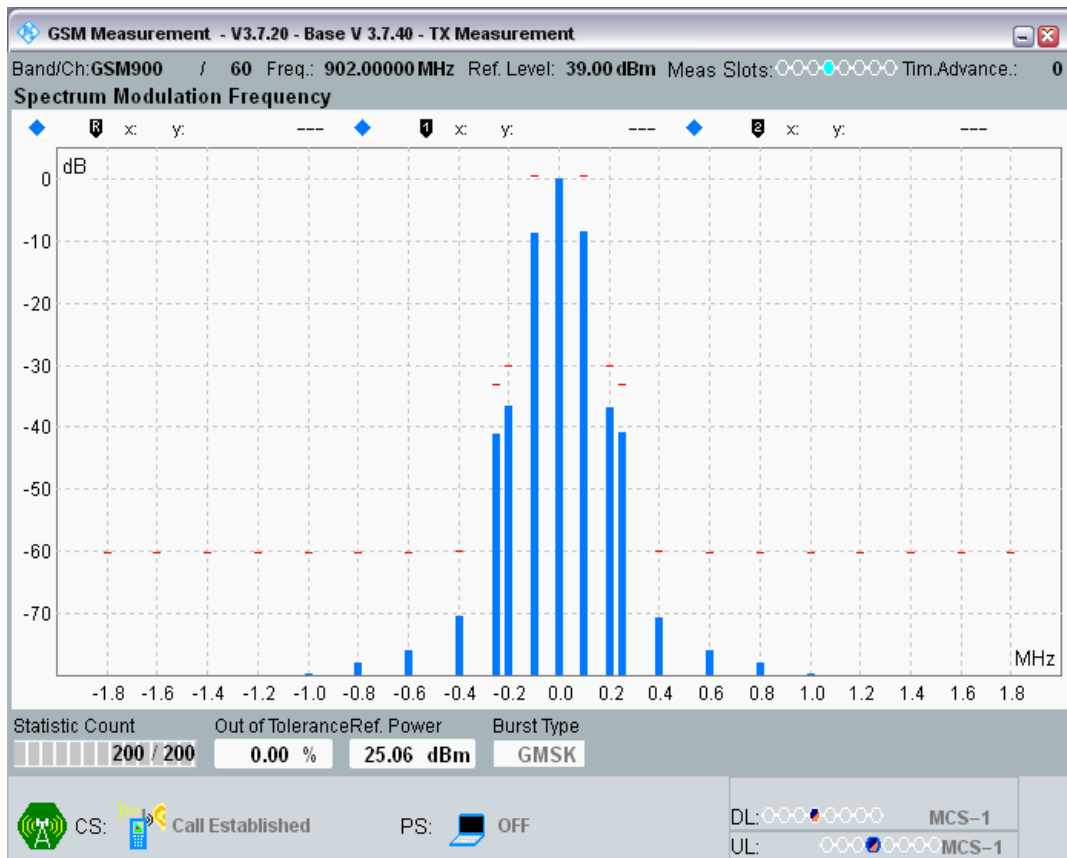 GSM Measurement - V3.7.20 - Base V 3.7.40 - TX Measurement
Band/Ch:GSM900 / 60 Freq.: 902.00000 MHz Ref. Level: 39.00 dBm Meas Slots: Tim.Advance.: 0
Spectrum Modulation Frequency
R x: y: --- 1 x: y: --- 2 x: y: ---
dB
0
-10
-20
-30
-40
-50
-60
-70
MHz
-1.8 -1.6 -1.4 -1.2 -1.0 -0.8 -0.6 -0.4 -0.2 0.0 0.2 0.4 0.6 0.8 1.0 1.2 1.4 1.6 1.8
Statistic Count Out of Tolerance Ref. Power Burst Type
200 / 200 0.00 % 25.06 dBm GMSK
CS: Call Established PS: OFF
DL: MCS-1
UL: MCS-1